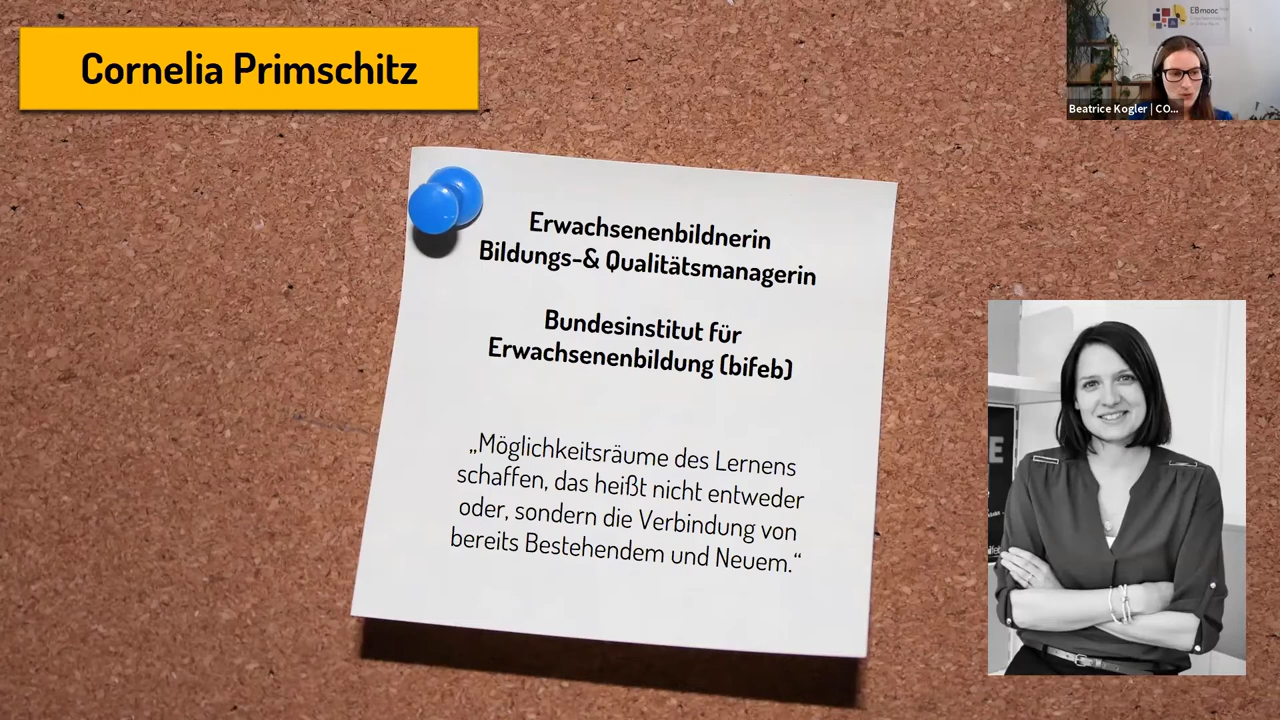 Cornelia Primschitz
EBmooc
Beatrice Kogler | CO...
Erwachsenenbildnerin
Bildungs-& Qualitätsmanagerin
Bundesinstitut für
Erwachsenenbildung (bifeb)
„Möglichkeitsräume des Lernens
schaffen, das heißt nicht entweder
oder, sondern die Verbindung von
bereits Bestehendem und Neuem.“
E